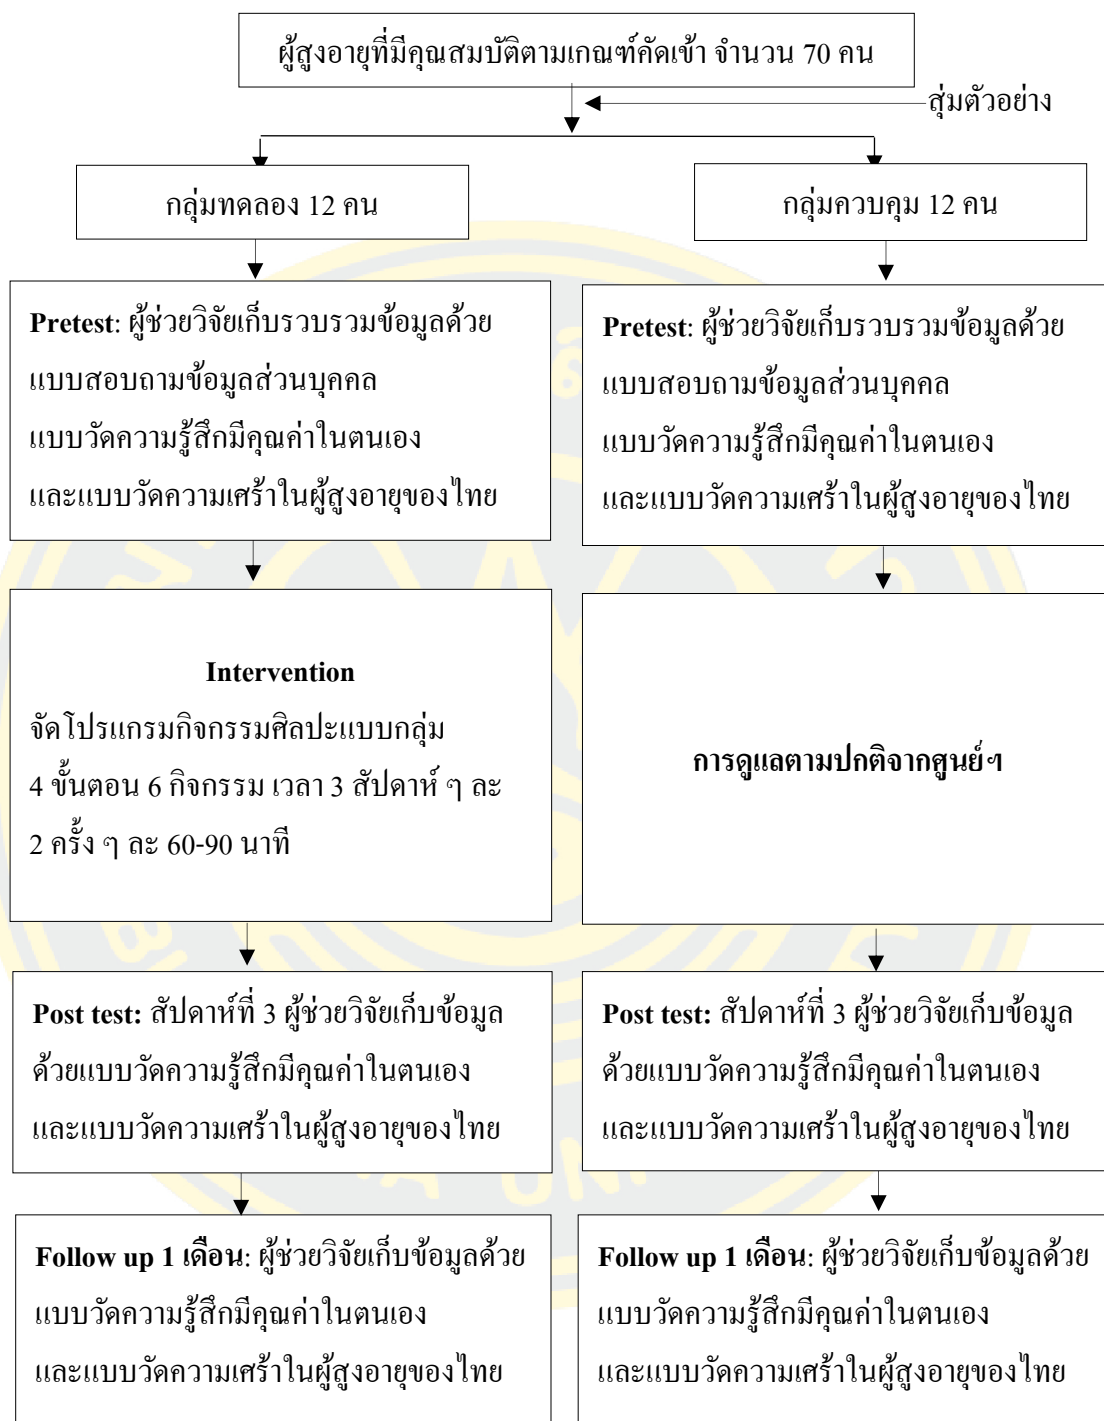 ผู้สูงอายุที่มีคุณสมบัติตามเกณฑ์คัดเข้า จำนวน 70 คน
สุ่มตัวอย่าง
กลุ่มทดลอง 12 คน
กลุ่มควบคุม 12 คน
Pretest: ผู้ช่วยวิจัยเก็บรวบรวมข้อมูลด้วย
แบบสอบถามข้อมูลส่วนบุคคล
แบบวัดความรู้สึกมีคุณค่าในตนเอง
และแบบวัดความเศร้าในผู้สูงอายุของไทย
Pretest: ผู้ช่วยวิจัยเก็บรวบรวมข้อมูลด้วย
แบบสอบถามข้อมูลส่วนบุคคล
แบบวัดความรู้สึกมีคุณค่าในตนเอง
และแบบวัดความเศร้าในผู้สูงอายุของไทย
Intervention
จัดโปรแกรมกิจกรรมศิลปะแบบกลุ่ม
4 ขั้นตอน 6 กิจกรรม เวลา 3 สัปดาห์ ๆ ละ
2 ครั้ง ๆ ละ 60-90 นาที
การดูแลตามปกติจากศูนย์ฯ
Post test: สัปดาห์ที่ 3 ผู้ช่วยวิจัยเก็บข้อมูล
ด้วยแบบวัดความรู้สึกมีคุณค่าในตนเอง
และแบบวัดความเศร้าในผู้สูงอายุของไทย
Post test: สัปดาห์ที่ 3 ผู้ช่วยวิจัยเก็บข้อมูล
ด้วยแบบวัดความรู้สึกมีคุณค่าในตนเอง
และแบบวัดความเศร้าในผู้สูงอายุของไทย
Follow up 1 เดือน: ผู้ช่วยวิจัยเก็บข้อมูลด้วย
แบบวัดความรู้สึกมีคุณค่าในตนเอง
และแบบวัดความเศร้าในผู้สูงอายุของไทย
Follow up 1 เดือน: ผู้ช่วยวิจัยเก็บข้อมูลด้วย
แบบวัดความรู้สึกมีคุณค่าในตนเอง
และแบบวัดความเศร้าในผู้สูงอายุของไทย